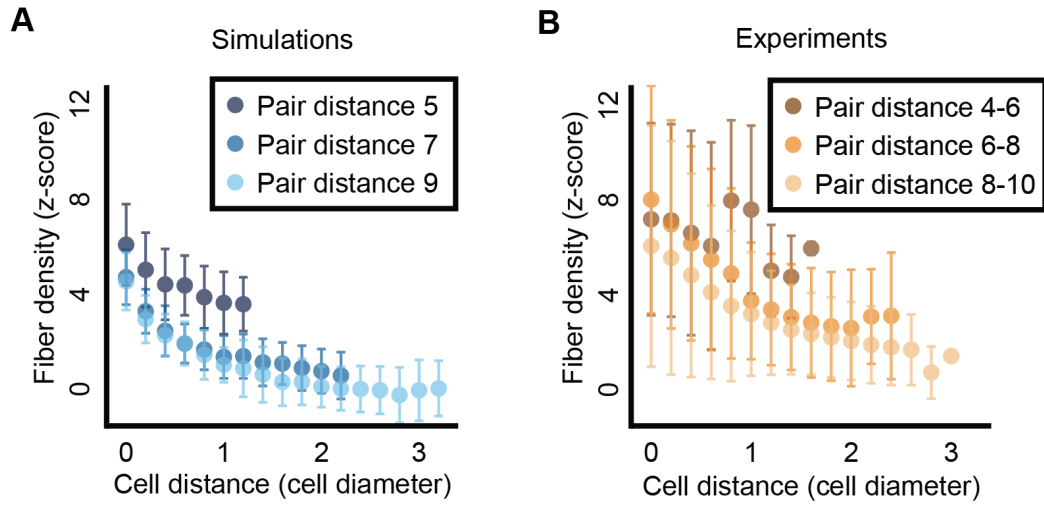 A
Simulations
Pair distance 5
Pair distance 7
Pair distance 9
Fiber density (z-score)
12
8
4
0
0 1 2 3
Cell distance (cell diameter)
B
Experiments
Pair distance 4-6
Pair distance 6-8
Pair distance 8-10
Fiber density (z-score)
12
8
4
0
0 1 2 3
Cell distance (cell diameter)